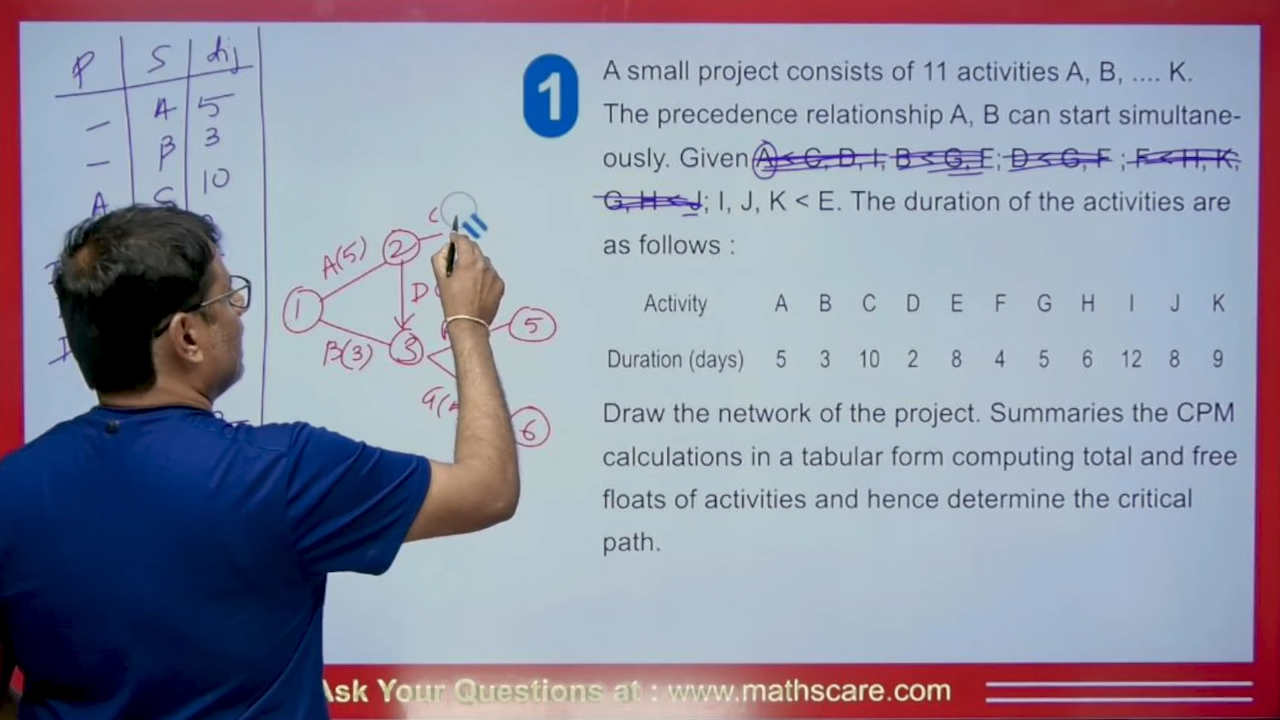 P S dij
— A 5
— B 3
A C 10
1
A small project consists of 11 activities A, B, .... K.
The precedence relationship A, B can start simultane-
ously. Given A < C, D, I; B < G, F; D < G, F ; F < H, K;
G, H < J; I, J, K < E. The duration of the activities are
as follows :
Activity A B C D E F G H I J K
Duration (days) 5 3 10 2 8 4 5 6 12 8 9
Draw the network of the project. Summaries the CPM
calculations in a tabular form computing total and free
floats of activities and hence determine the critical
path.
C
A(5) 2
1 D
5
B(3) 3
G(
6
Ask Your Questions at : www.mathscare.com